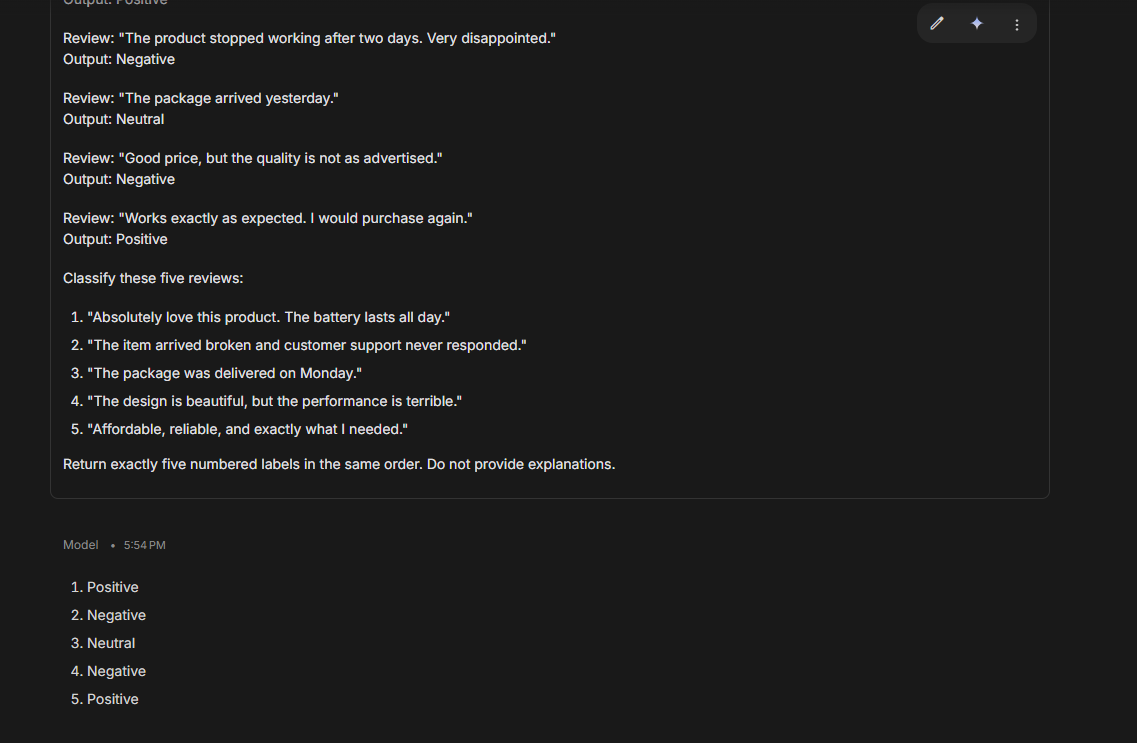 Output: Positive
Review: "The product stopped working after two days. Very disappointed."
Output: Negative
Review: "The package arrived yesterday."
Output: Neutral
Review: "Good price, but the quality is not as advertised."
Output: Negative
Review: "Works exactly as expected. I would purchase again."
Output: Positive
Classify these five reviews:
1. "Absolutely love this product. The battery lasts all day."
2. "The item arrived broken and customer support never responded."
3. "The package was delivered on Monday."
4. "The design is beautiful, but the performance is terrible."
5. "Affordable, reliable, and exactly what I needed."
Return exactly five numbered labels in the same order. Do not provide explanations.
Model • 5:54 PM
1. Positive
2. Negative
3. Neutral
4. Negative
5. Positive